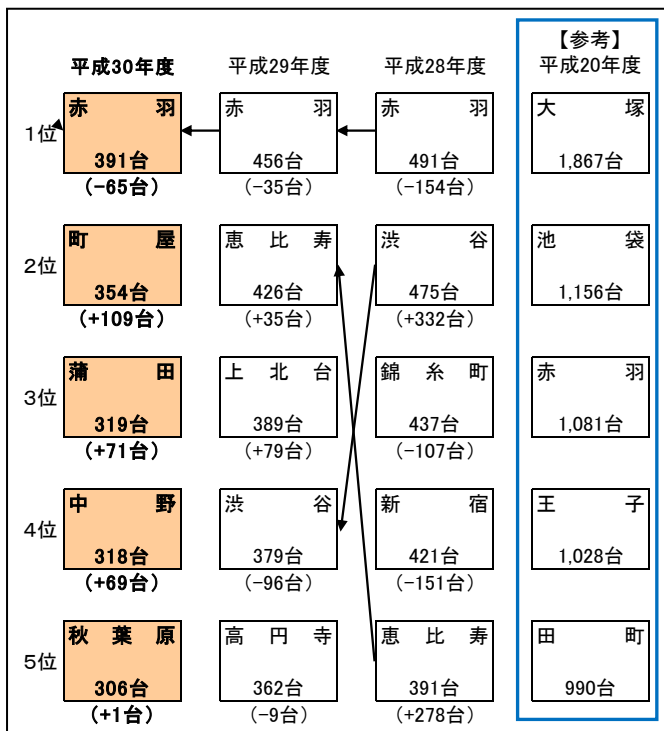 【参考】
平成30年度 平成29年度 平成28年度 平成20年度
1位 赤羽 赤羽 赤羽 大塚
391台 456台 491台 1,867台
(-65台) (-35台) (-154台)
2位 町屋 恵比寿 渋谷 池袋
354台 426台 475台 1,156台
(+109台) (+35台) (+332台)
3位 蒲田 上北台 錦糸町 赤羽
319台 389台 437台 1,081台
(+71台) (+79台) (-107台)
4位 中野 渋谷 新宿 王子
318台 379台 421台 1,028台
(+69台) (-96台) (-151台)
5位 秋葉原 高円寺 恵比寿 田町
306台 362台 391台 990台
(+1台) (-9台) (+278台)